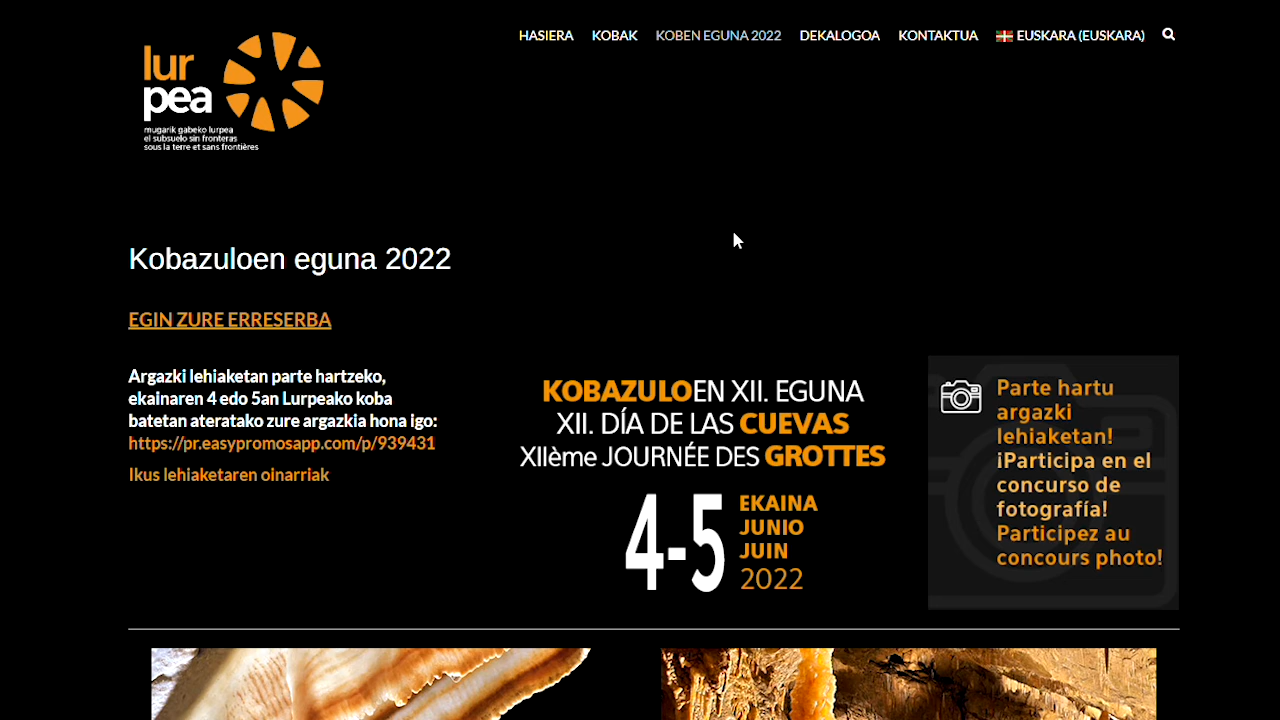 HASIERA KOBAK KOBEN EGUNA 2022 DEKALOGOA KONTAKTUA EUSKARA (EUSKARA)
lur
pea
mugarik gabeko lurpea
el subsuelo sin fronteras
sous la terre et sans frontières
Kobazuloen eguna 2022
EGIN ZURE ERRESERBA
Argazki lehiaketan parte hartzeko,
ekainaren 4 edo 5an Lurpeako koba
batetan ateratako zure argazkia hona igo:
https://pr.easypromosapp.com/p/939431
Ikus lehiaketaren oinarriak
KOBAZULOEN XII. EGUNA
XII. DÍA DE LAS CUEVAS
XIIème JOURNÉE DES GROTTES
4-5
EKAINA
JUNIO
JUIN
2022
Parte hartu
argazki
lehiaketan!
¡Participa en el
concurso de
fotografía!
Participez au
concours photo!